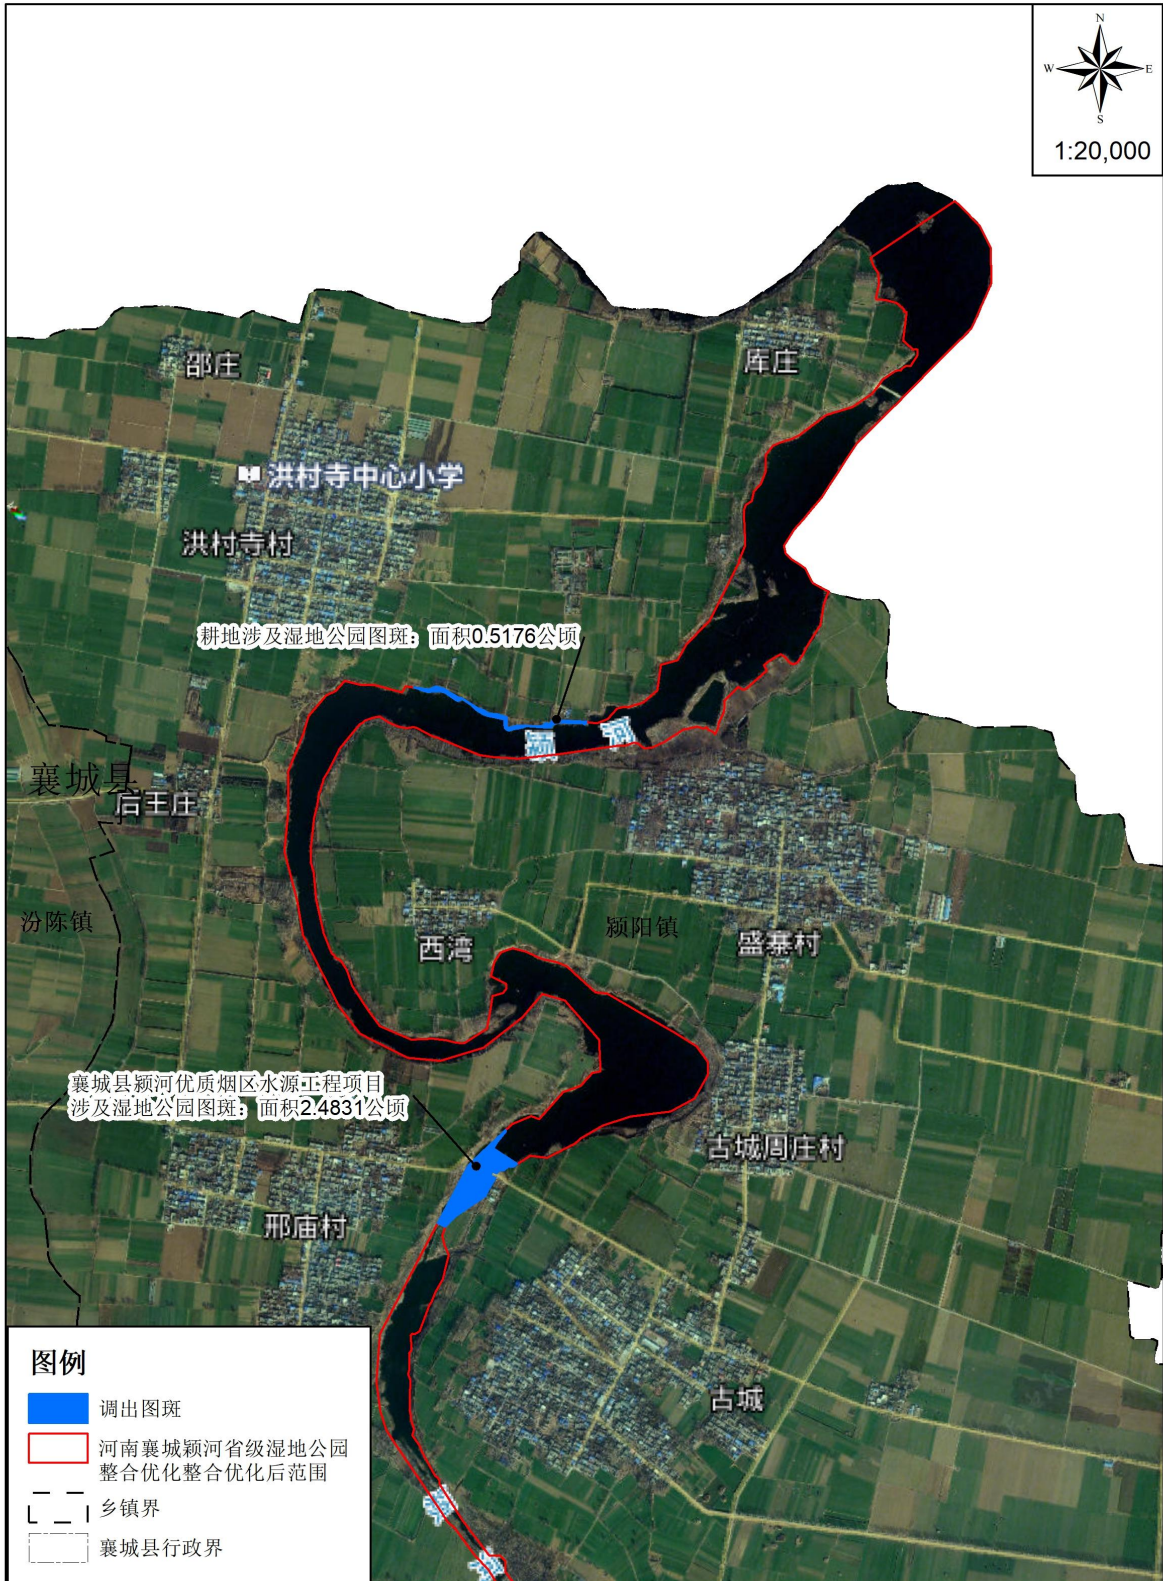 N
W
E
S
1:20,000
邵庄
库庄
洪村寺中心小学
洪村寺村
耕地涉及湿地公园图斑：面积0.5176公顷
襄城县
后王庄
汾陈镇
西湾
颍阳镇
盛寨村
襄城县颍河优质烟区水源工程项目
涉及湿地公园图斑：面积2.4831公顷
古城周庄村
邢庙村
古城
图例
调出图斑
河南襄城颍河省级湿地公园
整合优化整合优化后范围
乡镇界
襄城县行政界